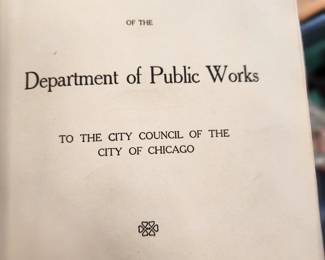 OF THE
Department of Public Works
TO THE CITY COUNCIL OF THE
CITY OF CHICAGO